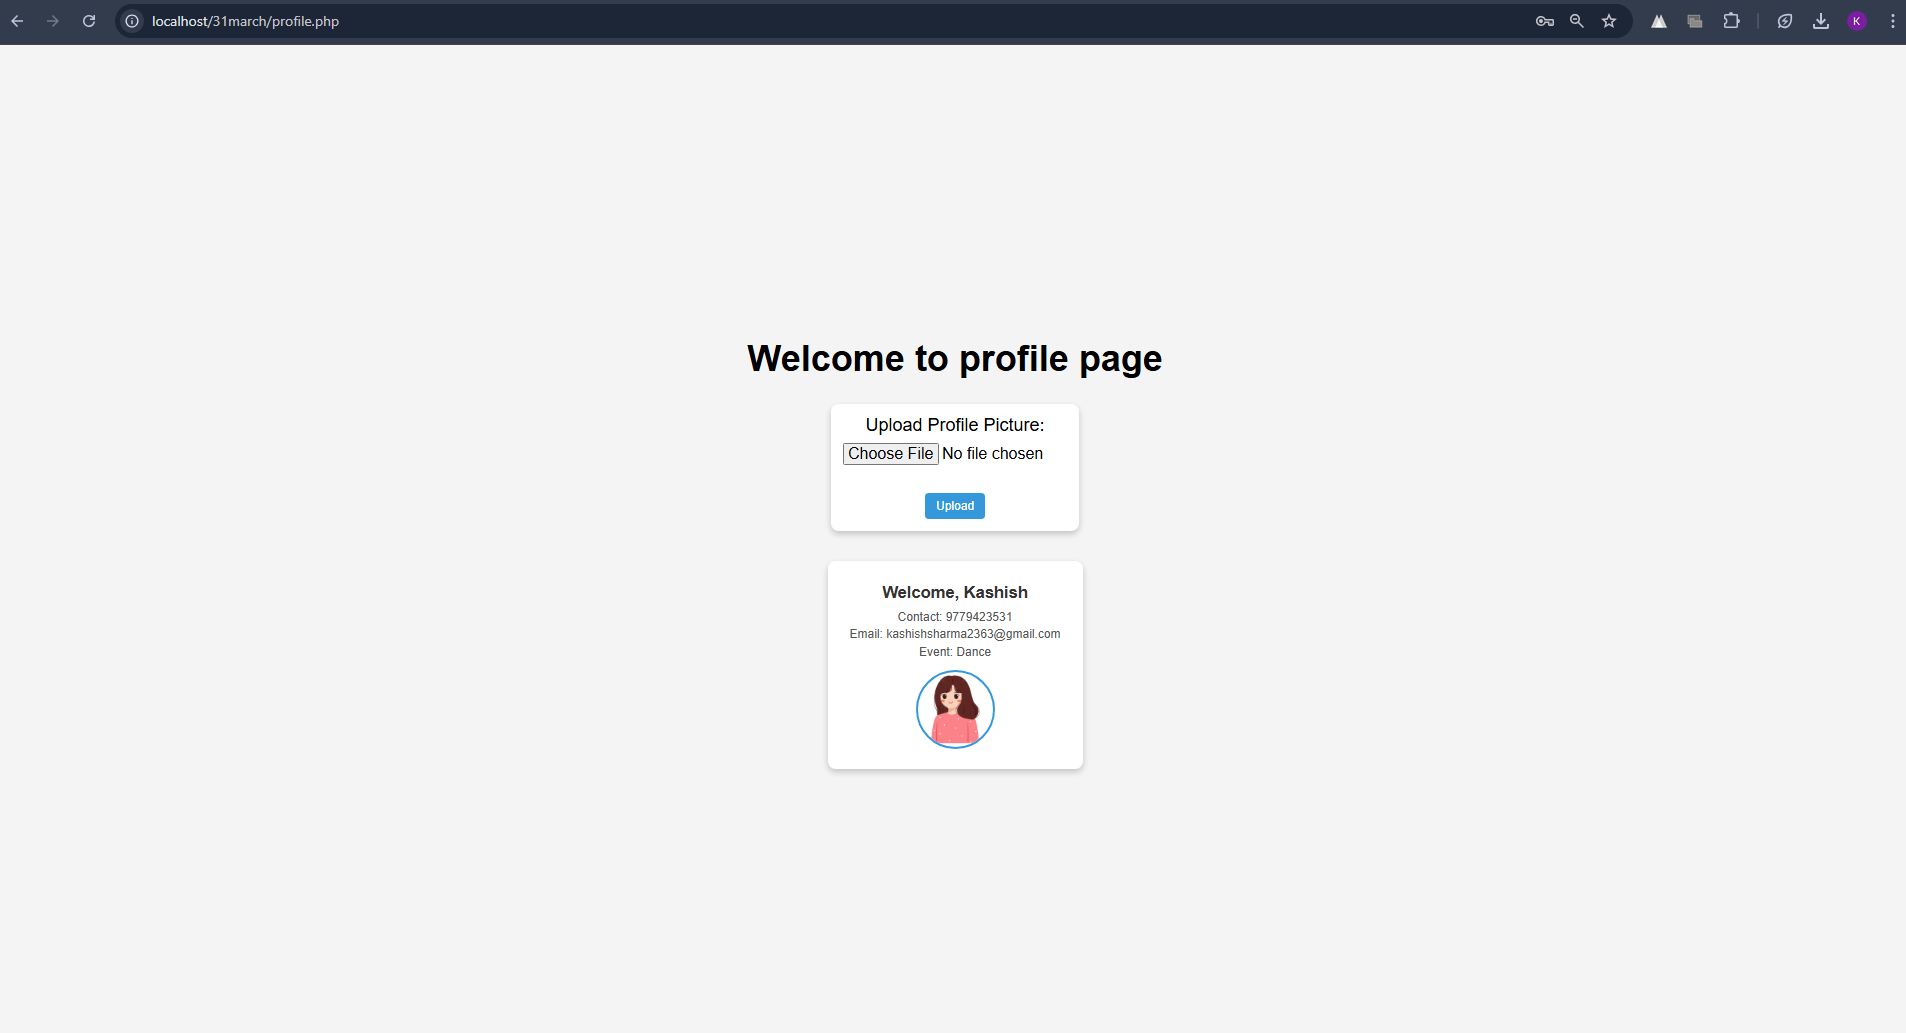 localhost/31march/profile.php
K
Welcome to profile page
Upload Profile Picture:
Choose File No file chosen
Upload
Welcome, Kashish
Contact: 9779423531
Email: kashishsharma2363@gmail.com
Event: Dance